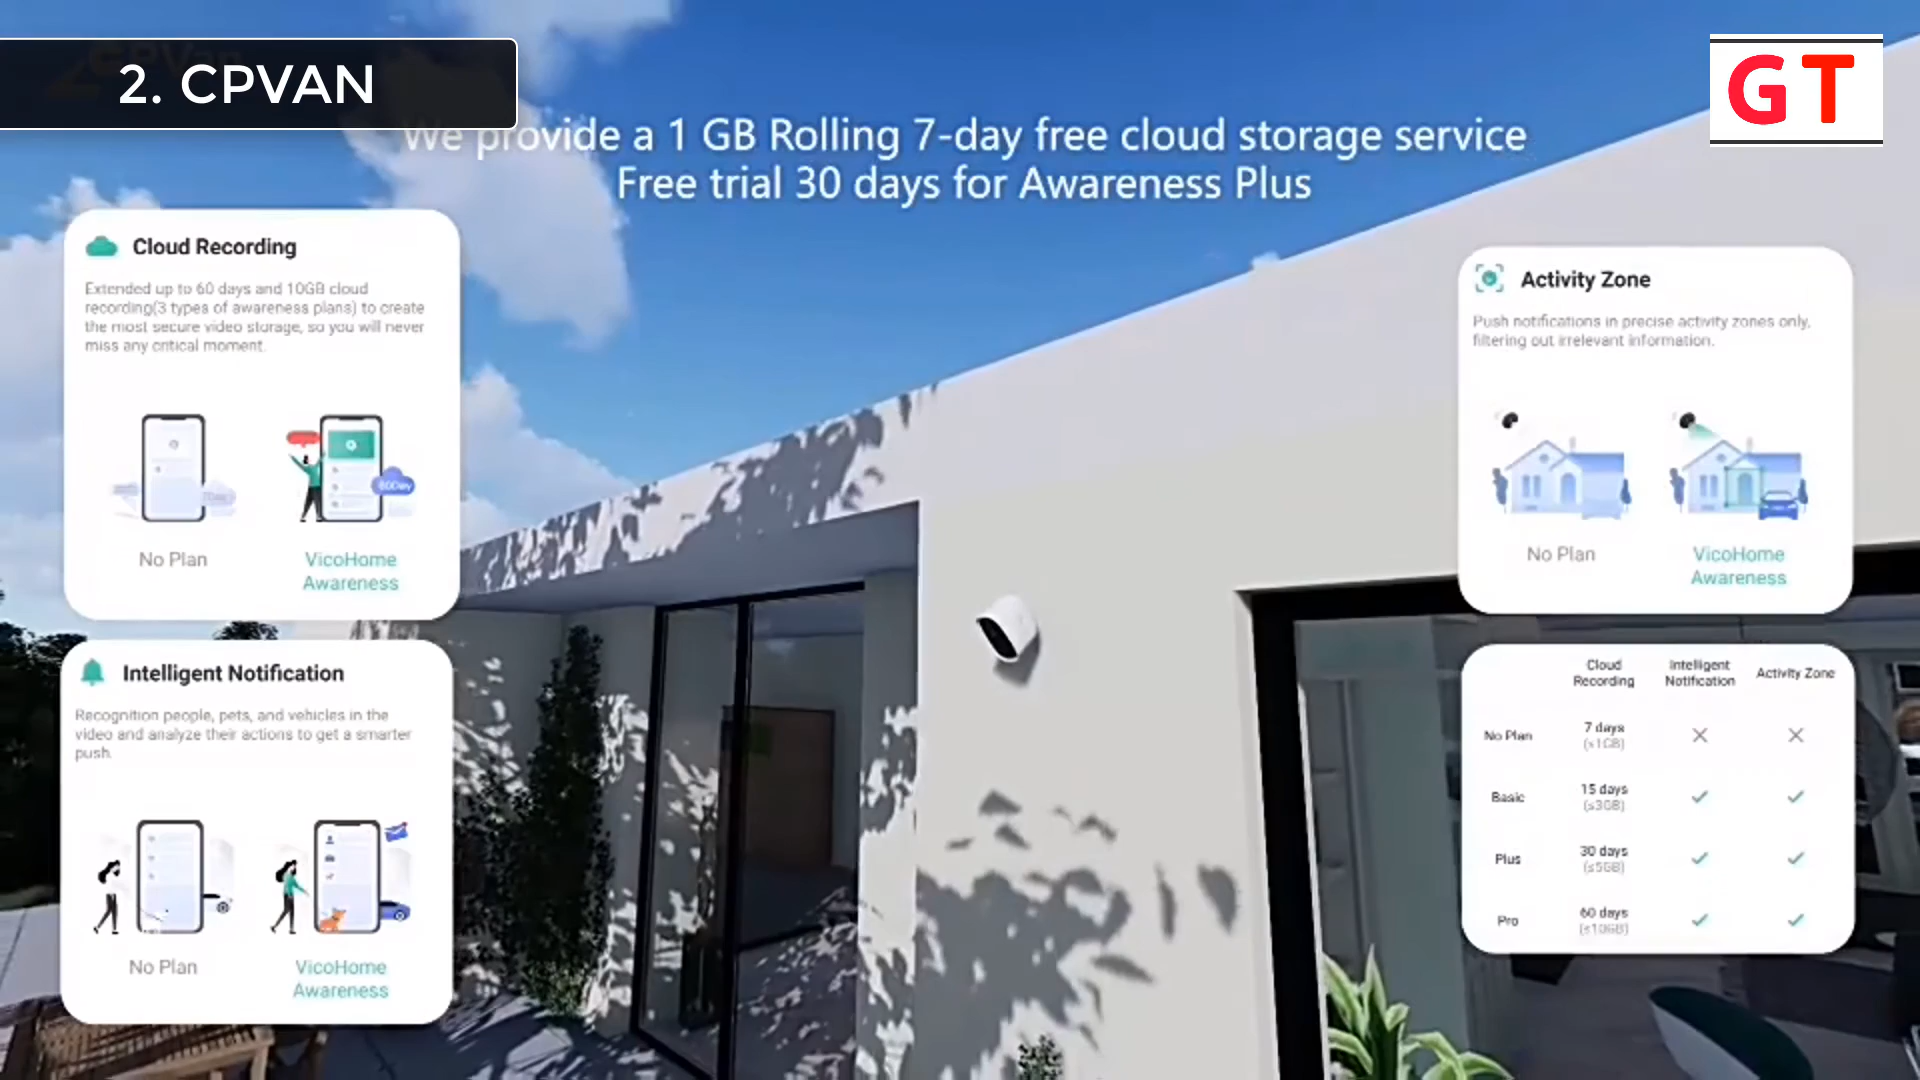 2. CPVAN
GT
We provide a 1 GB Rolling 7-day free cloud storage service
Free trial 30 days for Awareness Plus
Cloud Recording
Extended up to 60 days and 10GB cloud
recording(3 types of awareness plans) to create
the most secure video storage, so you will never
miss any critical moment.
60Day
No Plan
VicoHome
Awareness
Intelligent Notification
Recognition people, pets, and vehicles in the
video and analyze their actions to get a smarter
push.
No Plan
VicoHome
Awareness
Activity Zone
Push notifications in precise activity zones only,
filtering out irrelevant information.
No Plan
VicoHome
Awareness
Cloud
Recording
Intelligent
Notification
Activity Zone
No Plan
7 days
(≤1GB)
Basic
15 days
(≤3GB)
Plus
30 days
(≤5GB)
Pro
60 days
(≤10GB)